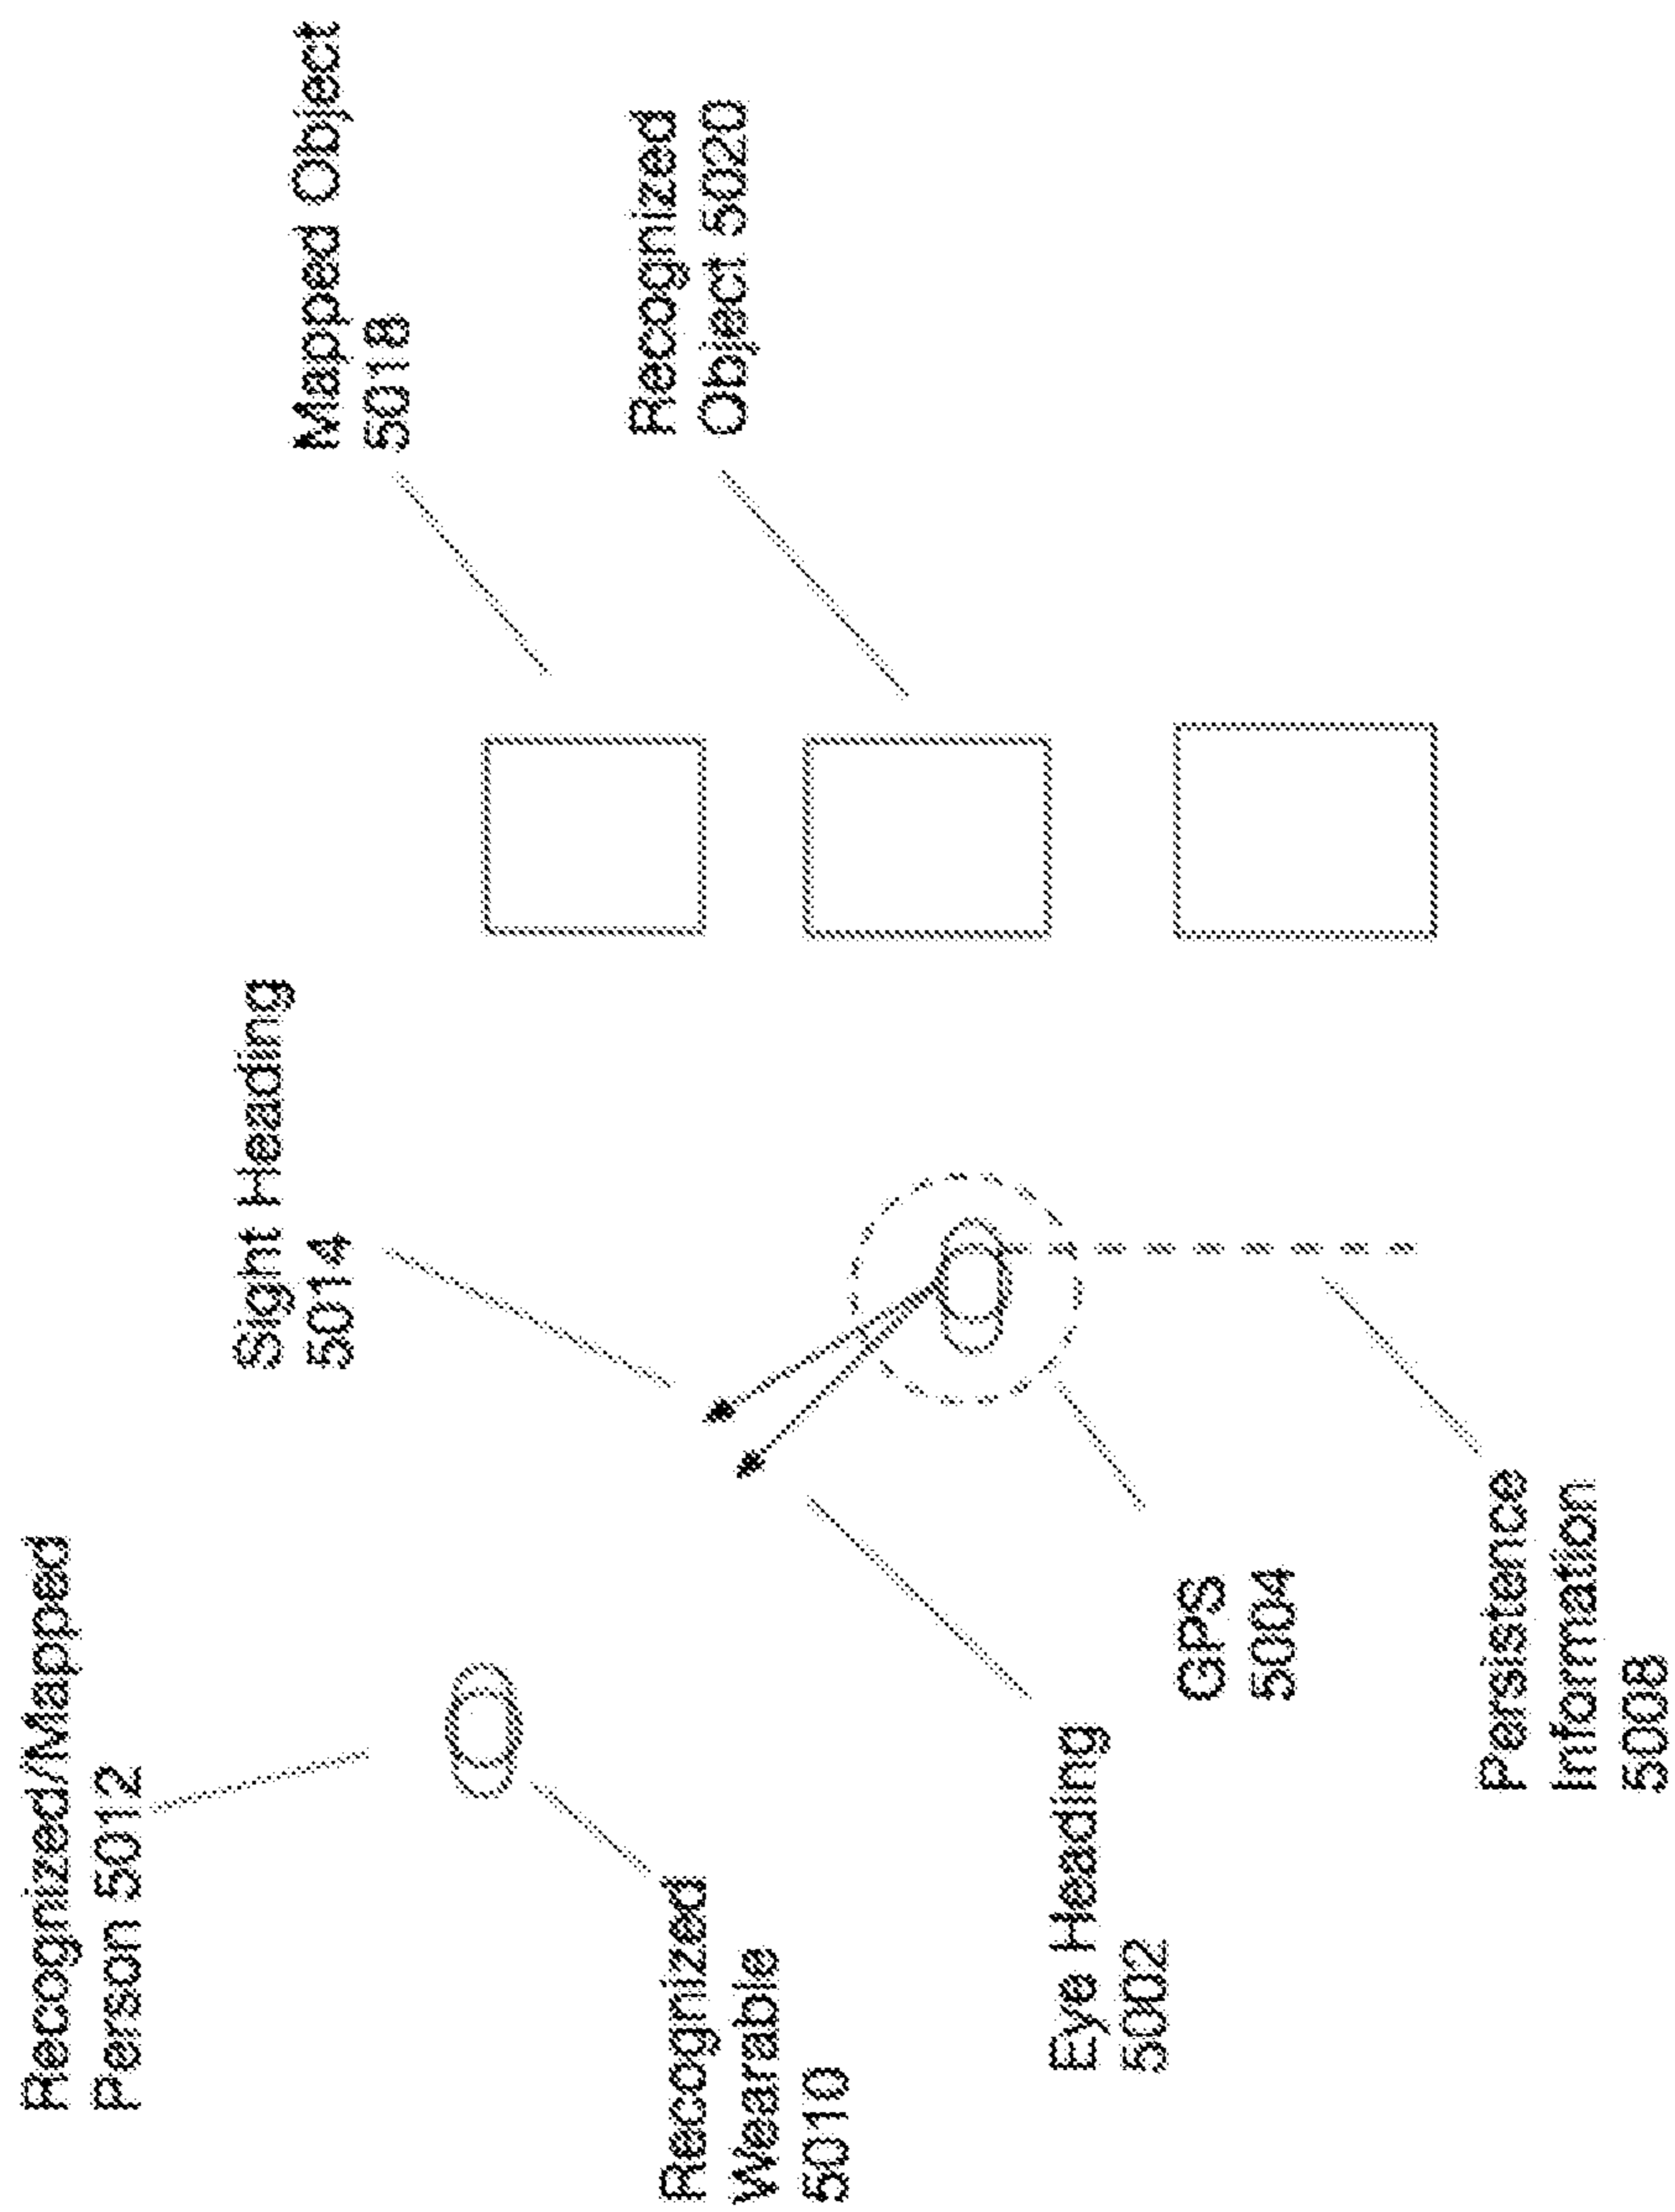 Recognized/Mapped
Person 5012
Sight Heading
5014
Mapped Object
5018
Recognized
Object 5020
Recognized
Wearable
5010
Eye Heading
5002
GPS
5004
Persistence
Information
5008